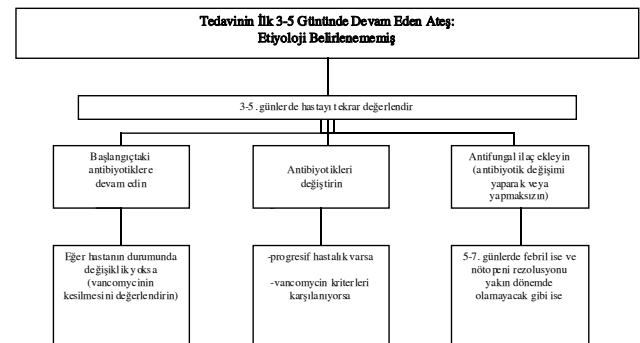 Tedavinin İlk 3-5 Gününde Devam Eden Ateş:
Etiyoloji Belirlenememiş
3-5. günlerde hastayı tekrar değerlendir
Başlangıçtaki
antibiyotiklere
devam edin
Antibiyotikleri
değiştirin
Antifungal ilaç ekleyin
(antibiyotik değişimi
yaparak veya
yapmaksızın)
Eğer hastanın durumunda
değişiklik yoksa
(vancomycinin
kesilmesini değerlendirin)
-progresif hastalık varsa
-vancomycin kriterleri
karşılanıyorsa
5-7. günlerde febril ise ve
nötopeni rezolusyonu
yakın dönemde
olamayacak gibi ise